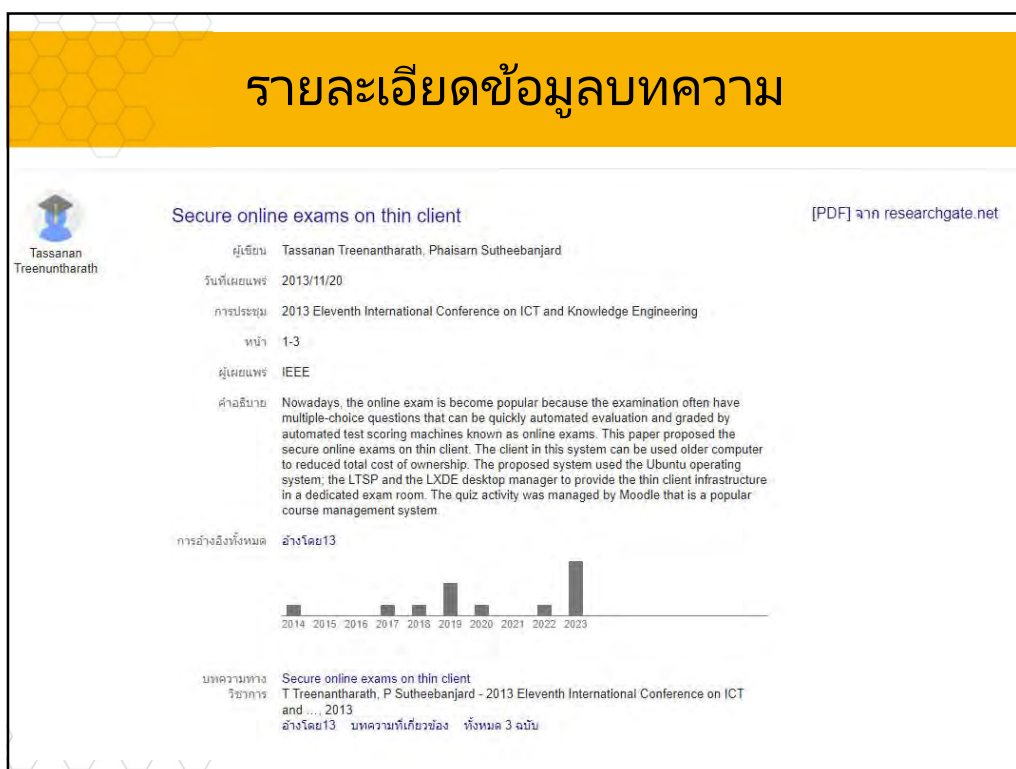 รายละเอียดข้อมูลบทความ
Tassanan
Treenuntharath
Secure online exams on thin client
[PDF] จาก researchgate.net
ผู้เขียน Tassanan Treenantharath, Phaisarn Sutheebanjard
วันที่เผยแพร่ 2013/11/20
การประชุม 2013 Eleventh International Conference on ICT and Knowledge Engineering
หน้า 1-3
ผู้เผยแพร่ IEEE
คำอธิบาย Nowadays, the online exam is become popular because the examination often have
multiple-choice questions that can be quickly automated evaluation and graded by
automated test scoring machines known as online exams. This paper proposed the
secure online exams on thin client. The client in this system can be used older computer
to reduced total cost of ownership. The proposed system used the Ubuntu operating
system; the LTSP and the LXDE desktop manager to provide the thin client infrastructure
in a dedicated exam room. The quiz activity was managed by Moodle that is a popular
course management system
การอ้างอิงทั้งหมด อ้างโดย13
2014 2015 2016 2017 2018 2019 2020 2021 2022 2023
บทความทาง Secure online exams on thin client
วิชาการ T Treenantharath, P Sutheebanjard - 2013 Eleventh International Conference on ICT
and …, 2013
อ้างโดย13 บทความที่เกี่ยวข้อง ทั้งหมด 3 ฉบับ